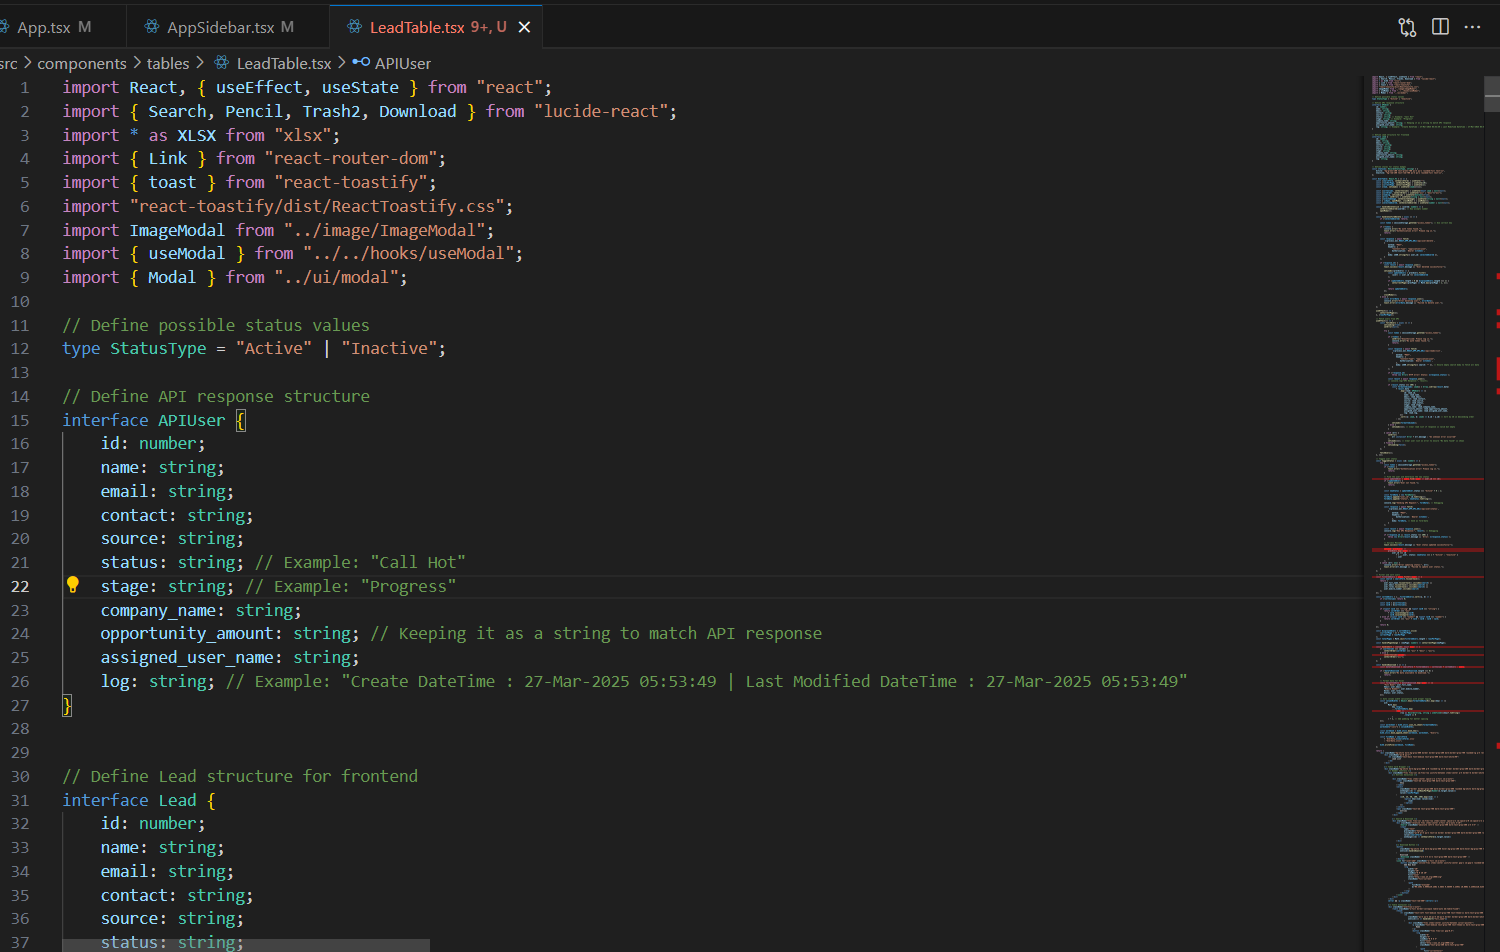 App.tsx M
AppSidebar.tsx M
LeadTable.tsx 9+, U
src > components > tables > LeadTable.tsx > APIUser
1 import React, { useEffect, useState } from "react";
2 import { Search, Pencil, Trash2, Download } from "lucide-react";
3 import * as XLSX from "xlsx";
4 import { Link } from "react-router-dom";
5 import { toast } from "react-toastify";
6 import "react-toastify/dist/ReactToastify.css";
7 import ImageModal from "../image/ImageModal";
8 import { useModal } from "../../hooks/useModal";
9 import { Modal } from "../ui/modal";
10
11 // Define possible status values
12 type StatusType = "Active" | "Inactive";
13
14 // Define API response structure
15 interface APIUser {
16 id: number;
17 name: string;
18 email: string;
19 contact: string;
20 source: string;
21 status: string; // Example: "Call Hot"
22 stage: string; // Example: "Progress"
23 company_name: string;
24 opportunity_amount: string; // Keeping it as a string to match API response
25 assigned_user_name: string;
26 log: string; // Example: "Create DateTime : 27-Mar-2025 05:53:49 | Last Modified DateTime : 27-Mar-2025 05:53:49"
27 }
28
29
30 // Define Lead structure for frontend
31 interface Lead {
32 id: number;
33 name: string;
34 email: string;
35 contact: string;
36 source: string;
37 status: string;